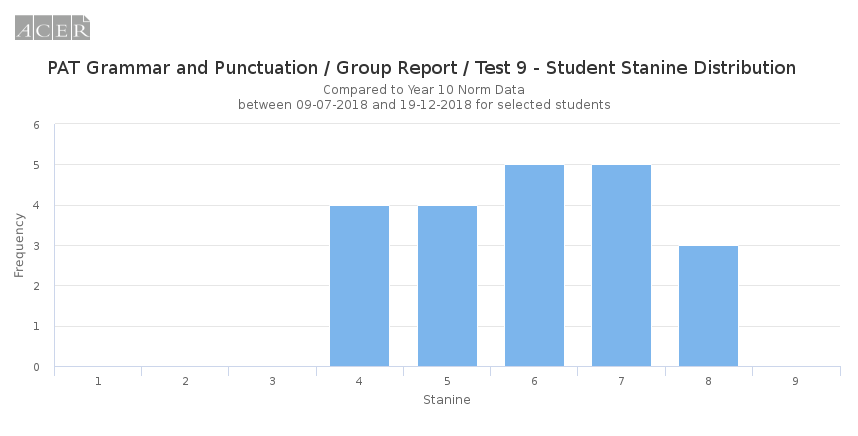 ACER
PAT Grammar and Punctuation / Group Report / Test 9 - Student Stanine Distribution
Compared to Year 10 Norm Data
between 09-07-2018 and 19-12-2018 for selected students
6
5
4
3
2
1
0
Frequency
1 2 3 4 5 6 7 8 9
Stanine